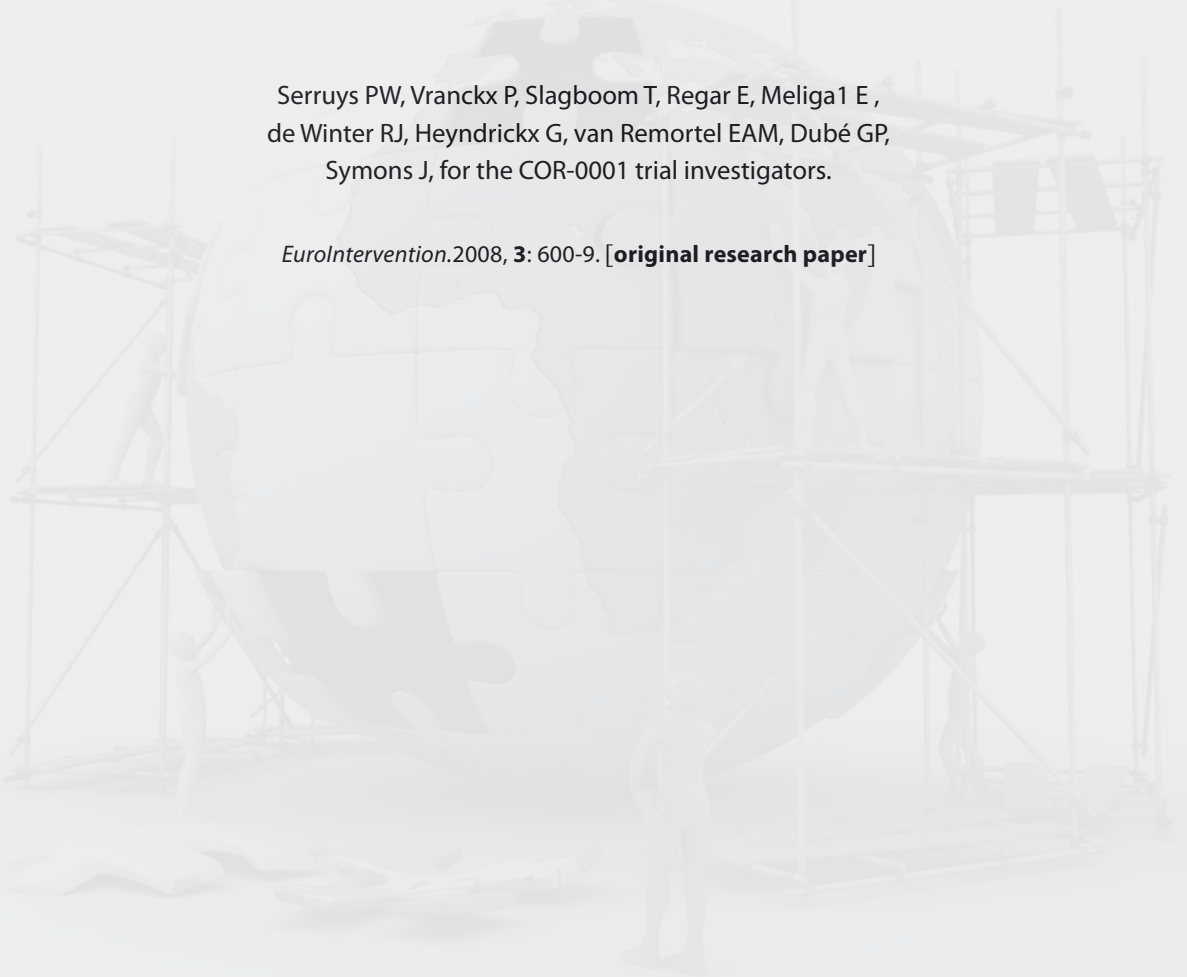 Serruys PW, Vranckx P, Slagboom T, Regar E, Meliga1 E ,
de Winter RJ, Heyndrickx G, van Remortel EAM, Dubé GP,
Symons J, for the COR-0001 trial investigators.
EuroIntervention.2008, 3: 600-9. [original research paper]